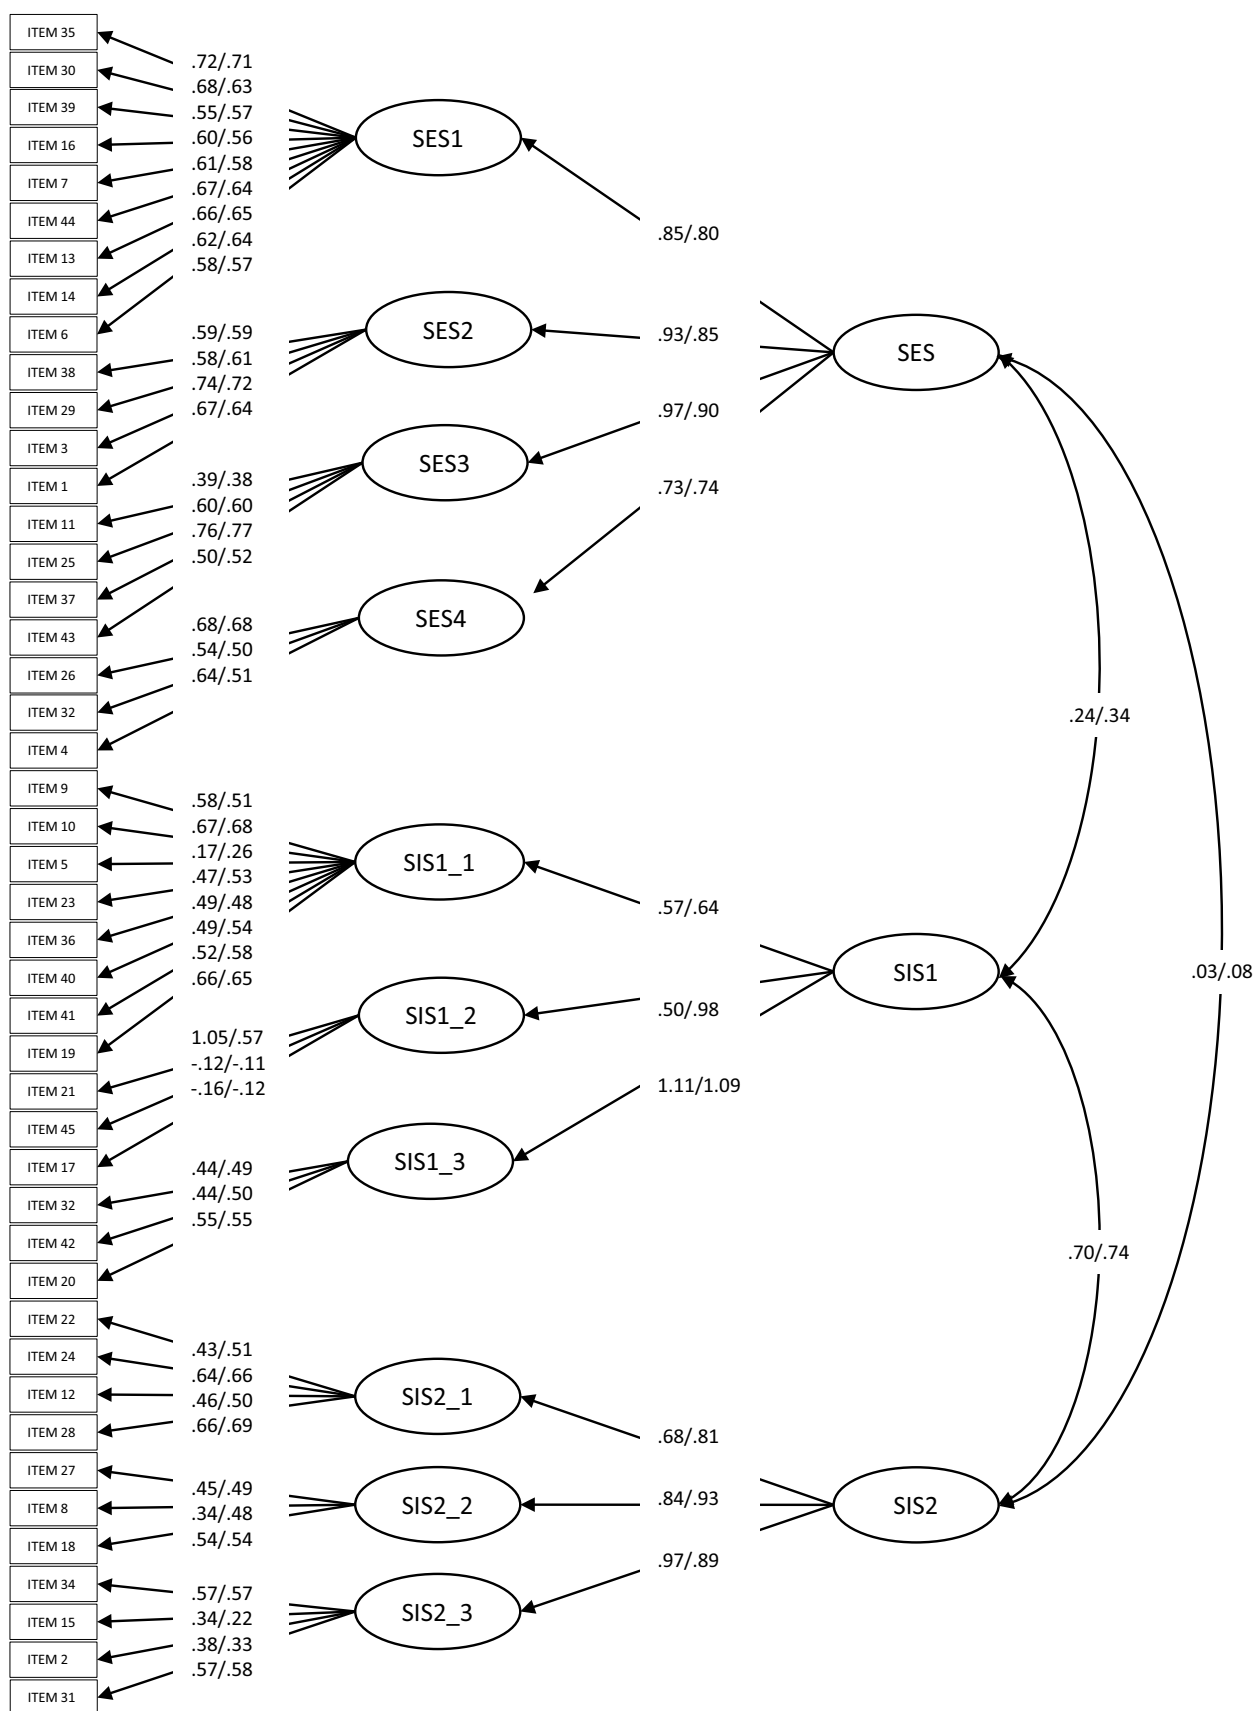 ITEM 35
ITEM 30
ITEM 39
ITEM 16
ITEM 7
ITEM 44
ITEM 13
ITEM 14
ITEM 6
ITEM 38
ITEM 29
ITEM 3
ITEM 1
ITEM 11
ITEM 25
ITEM 37
ITEM 43
ITEM 26
ITEM 32
ITEM 4
ITEM 9
ITEM 10
ITEM 5
ITEM 23
ITEM 36
ITEM 40
ITEM 41
ITEM 19
ITEM 21
ITEM 45
ITEM 17
ITEM 32
ITEM 42
ITEM 20
ITEM 22
ITEM 24
ITEM 12
ITEM 28
ITEM 27
ITEM 8
ITEM 18
ITEM 34
ITEM 15
ITEM 2
ITEM 31
.72/.71
.68/.63
.55/.57
.60/.56
.61/.58
.67/.64
.66/.65
.62/.64
.58/.57
.59/.59
.58/.61
.74/.72
.67/.64
.39/.38
.60/.60
.76/.77
.50/.52
.68/.68
.54/.50
.64/.51
.58/.51
.67/.68
.17/.26
.47/.53
.49/.48
.49/.54
.52/.58
.66/.65
1.05/.57
-.12/-.11
-.16/-.12
.44/.49
.44/.50
.55/.55
.43/.51
.64/.66
.46/.50
.66/.69
.45/.49
.34/.48
.54/.54
.57/.57
.34/.22
.38/.33
.57/.58
SES1
SES2
SES3
SES4
SIS1_1
SIS1_2
SIS1_3
SIS2_1
SIS2_2
SIS2_3
.85/.80
.93/.85
.97/.90
.73/.74
.57/.64
.50/.98
1.11/1.09
.68/.81
.84/.93
.97/.89
SES
SIS1
SIS2
.24/.34
.70/.74
.03/.08